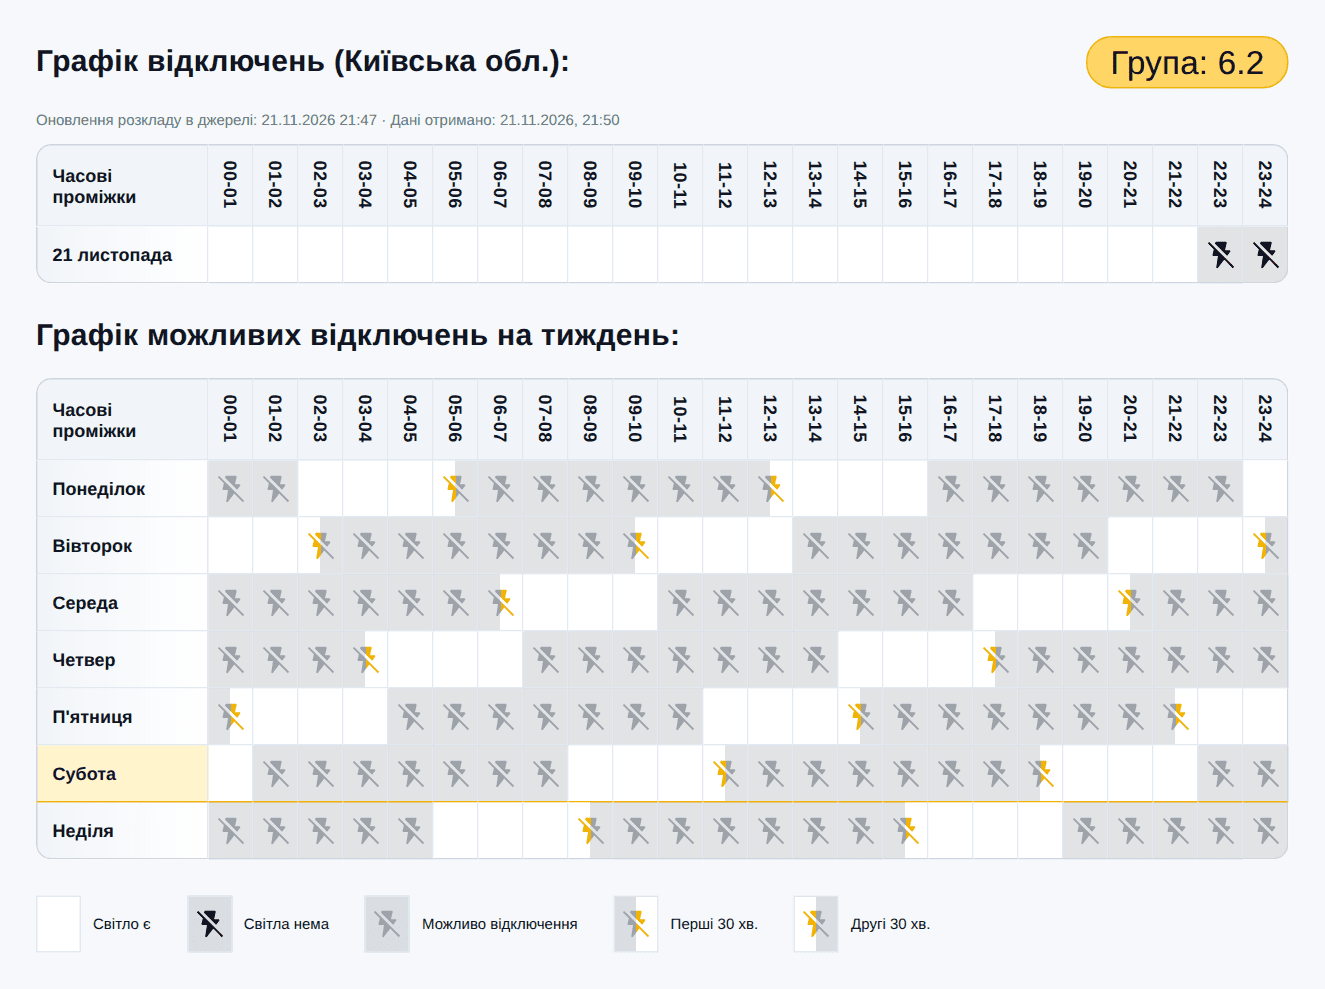 Графік відключень (Київська обл.):
Група: 6.2
Оновлення розкладу в джерелі: 21.11.2026 21:47 · Дані отримано: 21.11.2026, 21:50
Часові проміжки 00-01 01-02 02-03 03-04 04-05 05-06 06-07 07-08 08-09 09-10 10-11 11-12 12-13 13-14 14-15 15-16 16-17 17-18 18-19 19-20 20-21 21-22 22-23 23-24
21 листопада
Графік можливих відключень на тиждень:
Часові проміжки 00-01 01-02 02-03 03-04 04-05 05-06 06-07 07-08 08-09 09-10 10-11 11-12 12-13 13-14 14-15 15-16 16-17 17-18 18-19 19-20 20-21 21-22 22-23 23-24
Понеділок
Вівторок
Середа
Четвер
П'ятниця
Субота
Неділя
Світло є Світла нема Можливо відключення Перші 30 хв. Другі 30 хв.